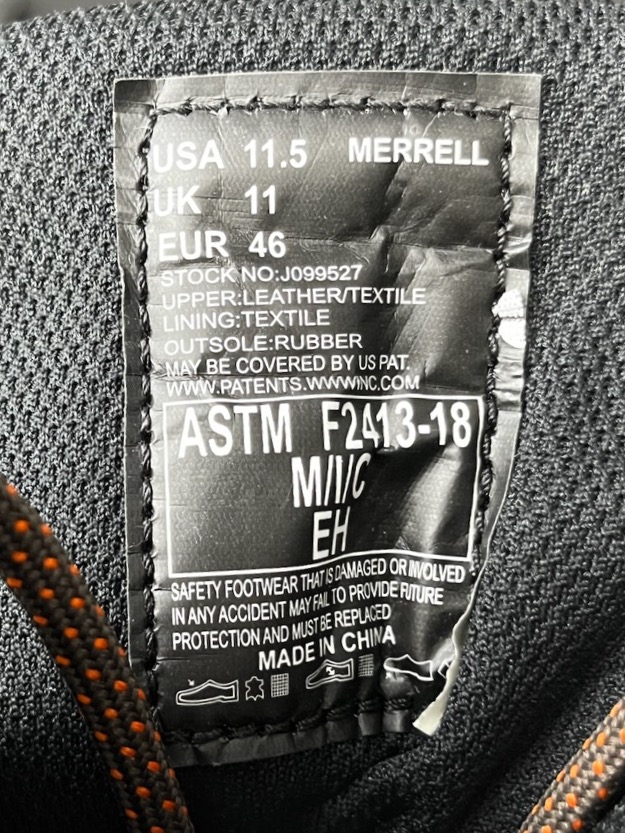 USA 11.5 MERRELL
UK 11
EUR 46
STOCK NO:J099527
UPPER:LEATHER/TEXTILE
LINING:TEXTILE
OUTSOLE:RUBBER
MAY BE COVERED BY US PAT.
WWW.PATENTS.WWWINC.COM
ASTM F2413-18
M/I/C
EH
SAFETY FOOTWEAR THAT IS DAMAGED OR INVOLVED
IN ANY ACCIDENT MAY FAIL TO PROVIDE FUTURE
PROTECTION AND MUST BE REPLACED
MADE IN CHINA